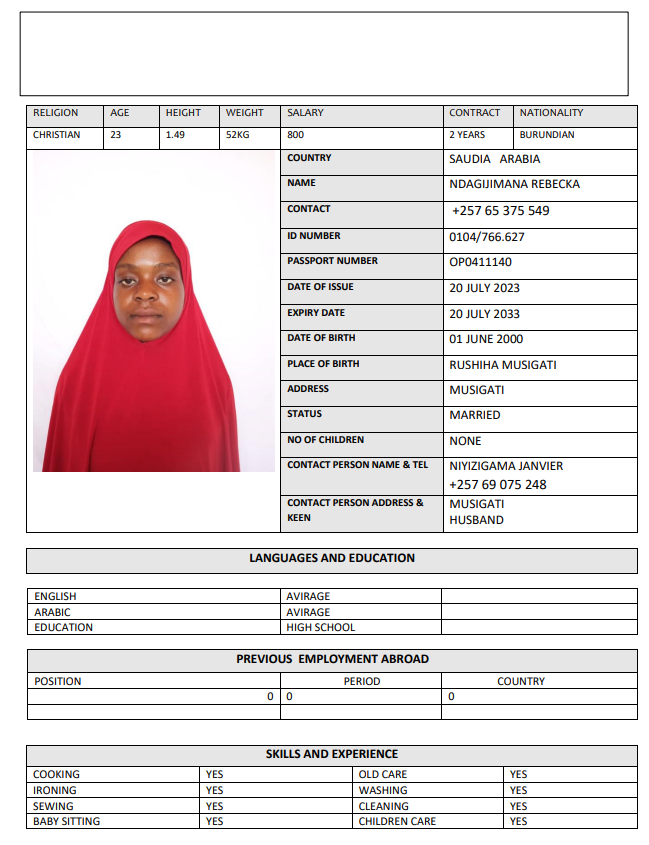 RELIGION AGE HEIGHT WEIGHT SALARY CONTRACT NATIONALITY
CHRISTIAN 23 1.49 52KG 800 2 YEARS BURUNDIAN
COUNTRY SAUDIA ARABIA
NAME NDAGIJIMANA REBECKA
CONTACT +257 65 375 549
ID NUMBER 0104/766.627
PASSPORT NUMBER OP0411140
DATE OF ISSUE 20 JULY 2023
EXPIRY DATE 20 JULY 2033
DATE OF BIRTH 01 JUNE 2000
PLACE OF BIRTH RUSHIHA MUSIGATI
ADDRESS MUSIGATI
STATUS MARRIED
NO OF CHILDREN NONE
CONTACT PERSON NAME & TEL NIYIZIGAMA JANVIER
+257 69 075 248
CONTACT PERSON ADDRESS & MUSIGATI
KEEN HUSBAND
LANGUAGES AND EDUCATION
ENGLISH AVIRAGE
ARABIC AVIRAGE
EDUCATION HIGH SCHOOL
PREVIOUS EMPLOYMENT ABROAD
POSITION PERIOD COUNTRY
0 0 0
SKILLS AND EXPERIENCE
COOKING YES OLD CARE YES
IRONING YES WASHING YES
SEWING YES CLEANING YES
BABY SITTING YES CHILDREN CARE YES